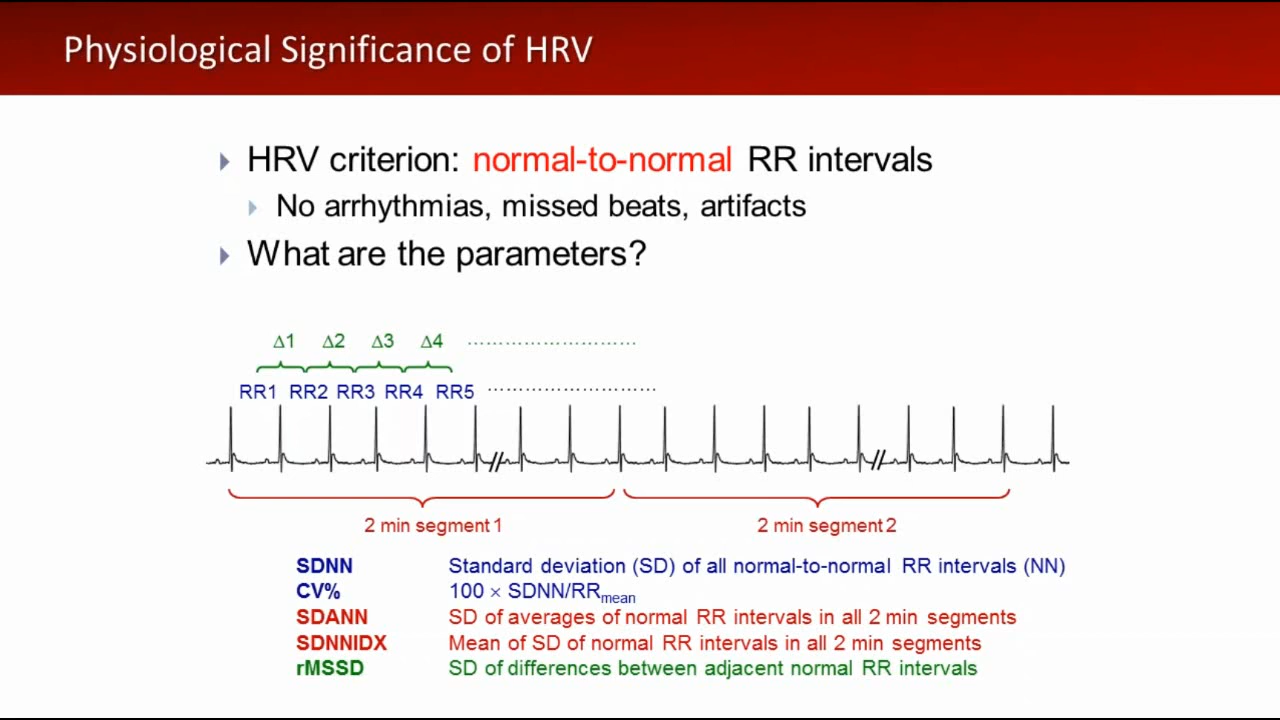 Physiological Significance of HRV
HRV criterion: normal-to-normal RR intervals
No arrhythmias, missed beats, artifacts
What are the parameters?
Δ1 Δ2 Δ3 Δ4 ............................
RR1 RR2 RR3 RR4 RR5 ............................
2 min segment 1 2 min segment 2
SDNN Standard deviation (SD) of all normal-to-normal RR intervals (NN)
CV% 100 × SDNN/RRmean
SDANN SD of averages of normal RR intervals in all 2 min segments
SDNNIDX Mean of SD of normal RR intervals in all 2 min segments
rMSSD SD of differences between adjacent normal RR intervals